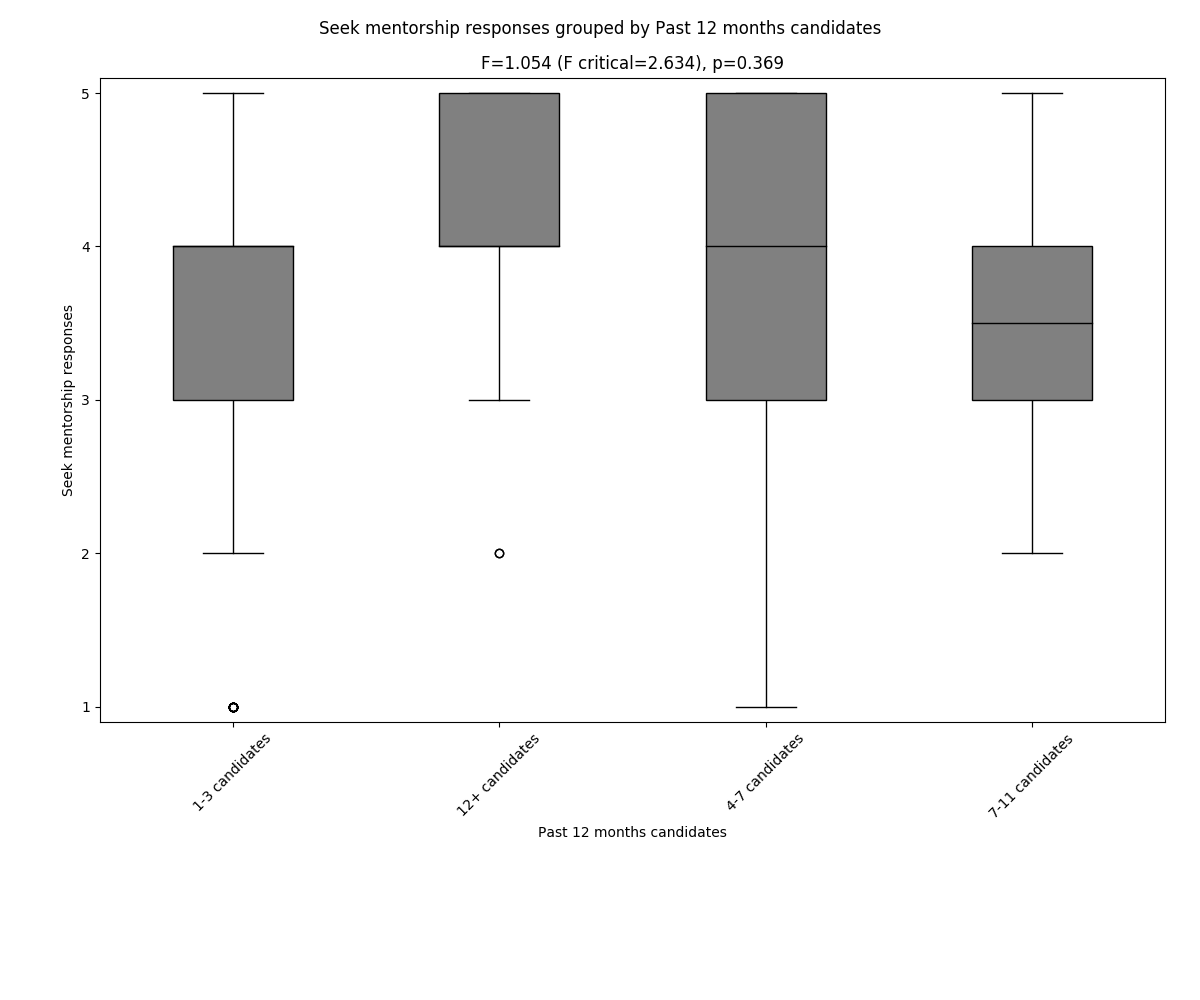 Seek mentorship responses grouped by Past 12 months candidates
F=1.054 (F critical=2.634), p=0.369
Seek mentorship responses
5
4
3
2
1
1-3 candidates
12+ candidates
4-7 candidates
7-11 candidates
Past 12 months candidates